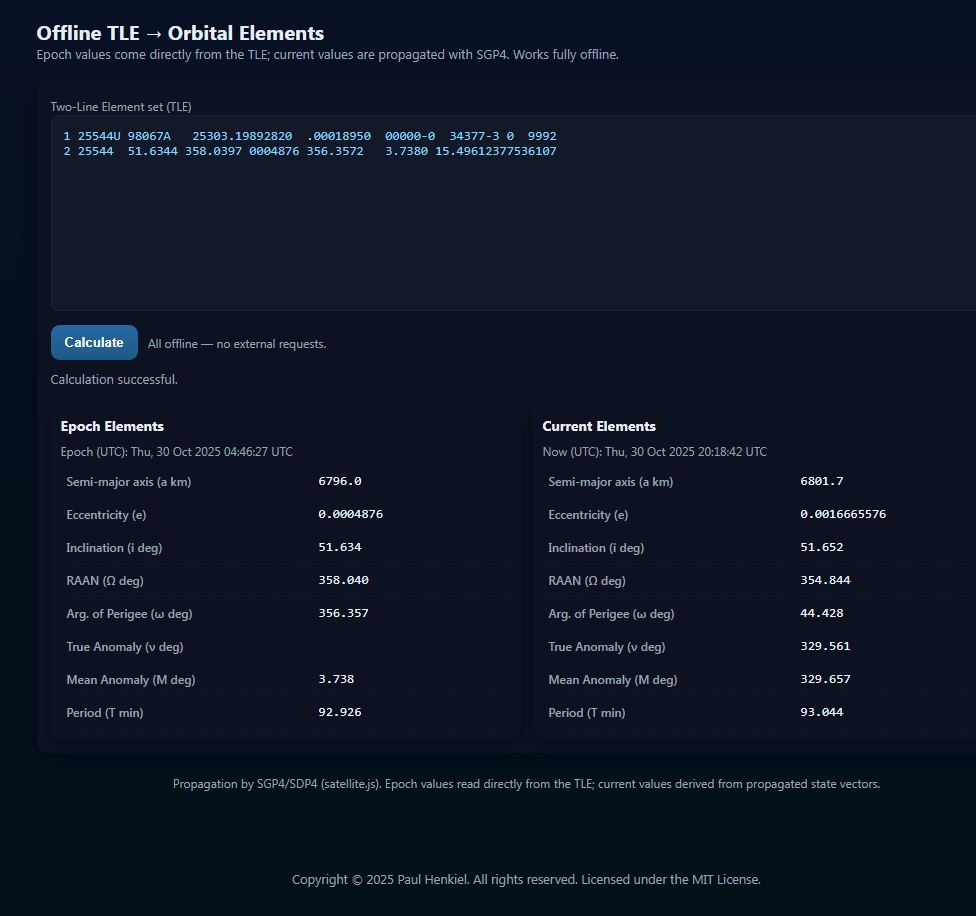 Offline TLE → Orbital Elements
Epoch values come directly from the TLE; current values are propagated with SGP4. Works fully offline.
Two-Line Element set (TLE)
1 25544U 98067A   25303.19892820  .00018950  00000-0  34377-3 0  9992
2 25544  51.6344 358.0397 0004876 356.3572   3.7380 15.49612377536107
Calculate All offline — no external requests.
Calculation successful.
Epoch Elements
Epoch (UTC): Thu, 30 Oct 2025 04:46:27 UTC
Semi-major axis (a km) 6796.0
Eccentricity (e) 0.0004876
Inclination (i deg) 51.634
RAAN (Ω deg) 358.040
Arg. of Perigee (ω deg) 356.357
True Anomaly (ν deg)
Mean Anomaly (M deg) 3.738
Period (T min) 92.926
Current Elements
Now (UTC): Thu, 30 Oct 2025 20:18:42 UTC
Semi-major axis (a km) 6801.7
Eccentricity (e) 0.0016665576
Inclination (i deg) 51.652
RAAN (Ω deg) 354.844
Arg. of Perigee (ω deg) 44.428
True Anomaly (ν deg) 329.561
Mean Anomaly (M deg) 329.657
Period (T min) 93.044
Propagation by SGP4/SDP4 (satellite.js). Epoch values read directly from the TLE; current values derived from propagated state vectors.
Copyright © 2025 Paul Henkiel. All rights reserved. Licensed under the MIT License.